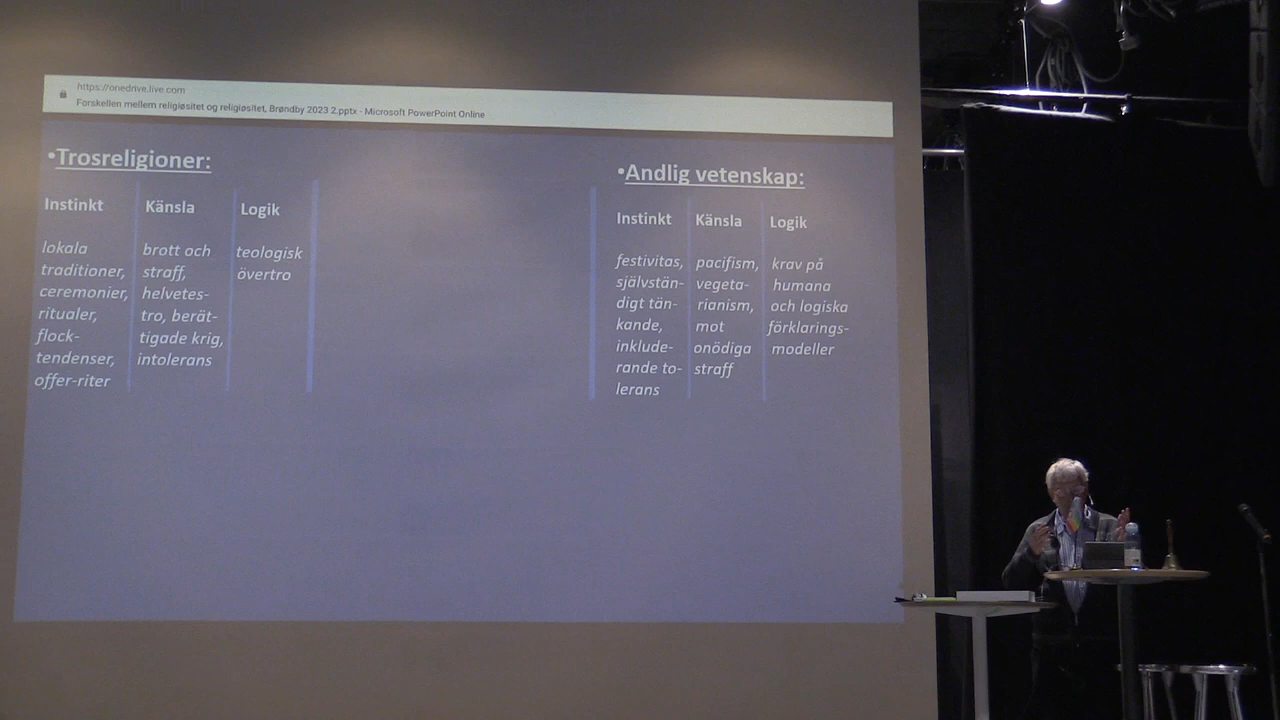 https://onedrive.live.com
Forskellen mellem religiøsitet og religiøsitet, Brøndby 2023 2.pptx - Microsoft PowerPoint Online
•Trosreligioner:
Instinkt
lokala
traditioner,
ceremonier,
ritualer,
flock-
tendenser,
offer-riter
Känsla
brott och
straff,
helvetes-
tro, berät-
tigade krig,
intolerans
Logik
teologisk
övertro
•Andlig vetenskap:
Instinkt
festivitas,
självstän-
digt tän-
kande,
inklude-
rande to-
lerans
Känsla
pacifism,
vegeta-
rianism,
mot
onödiga
straff
Logik
krav på
humana
och logiska
förklarings-
modeller